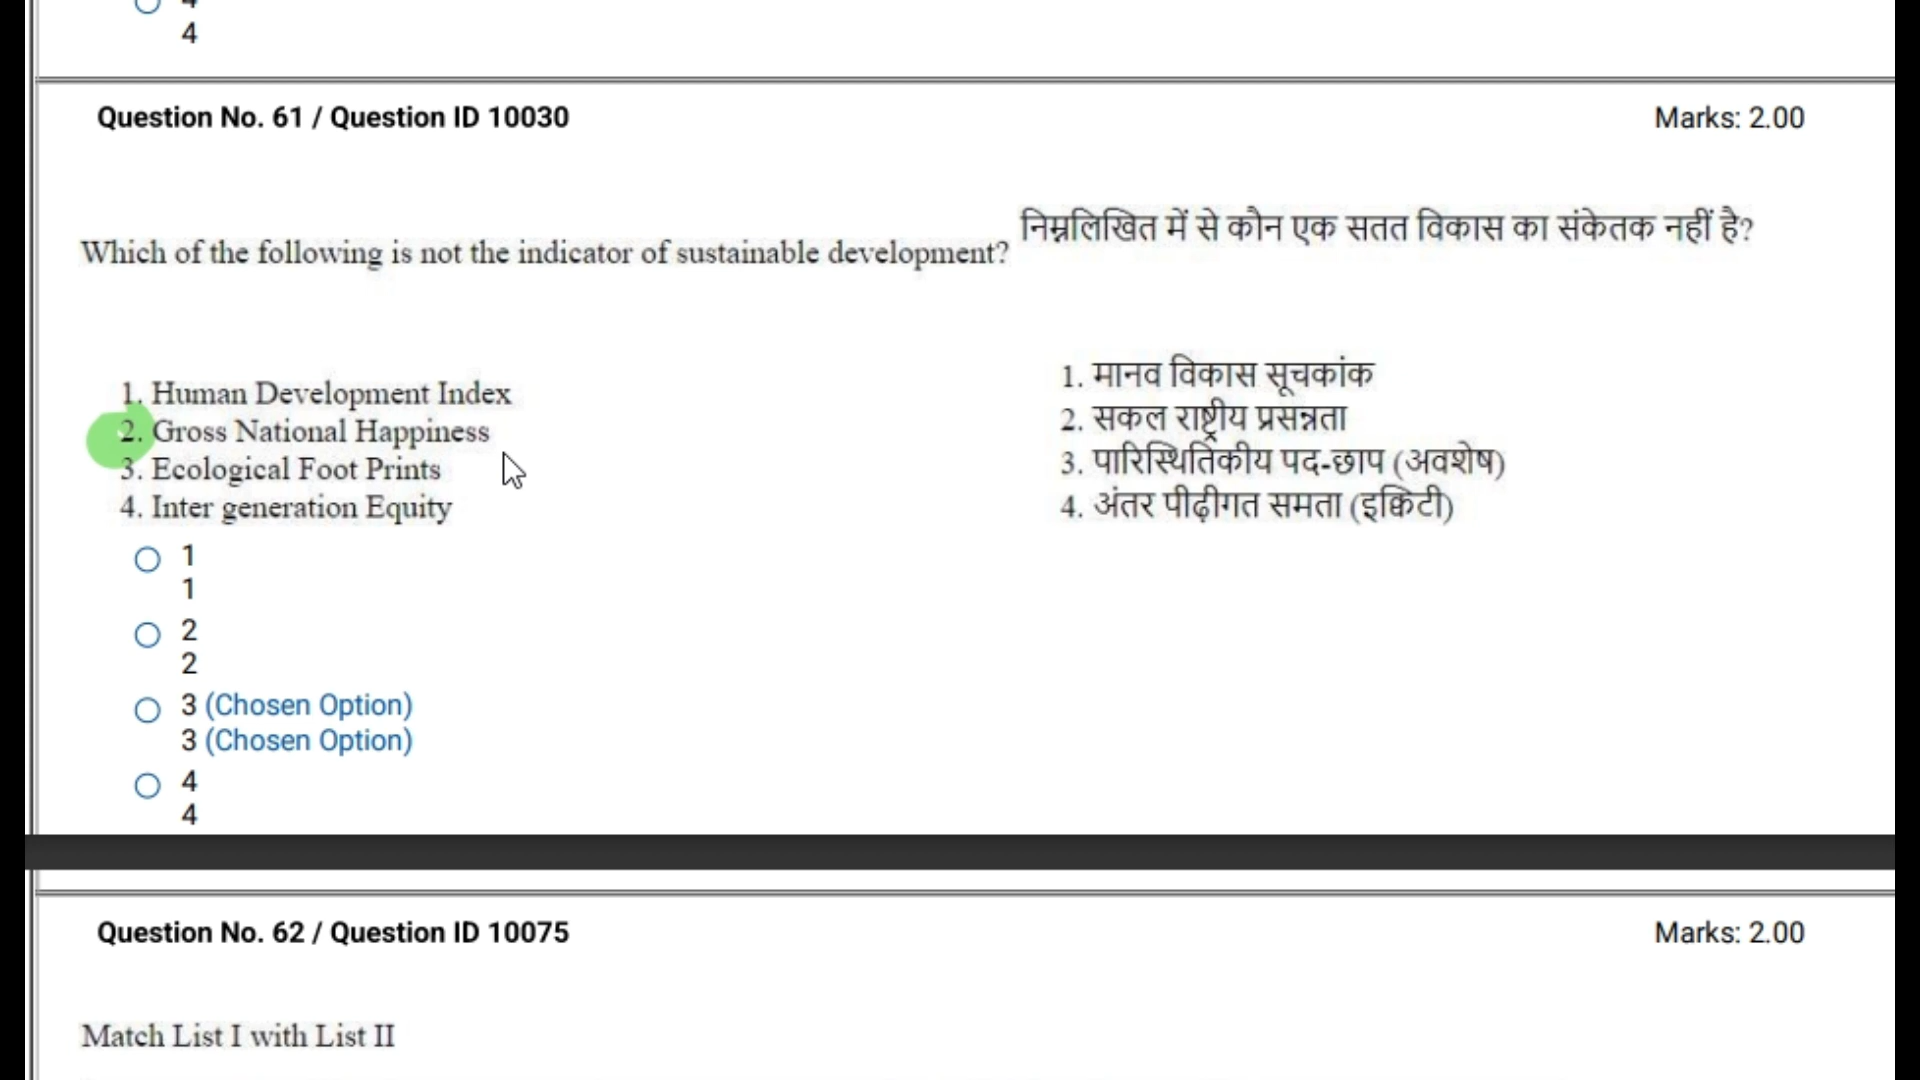 4
4
Question No. 61 / Question ID 10030
Marks: 2.00
Which of the following is not the indicator of sustainable development?
निम्नलिखित में से कौन एक सतत विकास का संकेतक नहीं है?
1. Human Development Index
2. Gross National Happiness
3. Ecological Foot Prints
4. Inter generation Equity
1. मानव विकास सूचकांक
2. सकल राष्ट्रीय प्रसन्नता
3. पारिस्थितिकीय पद-छाप (अवशेष)
4. अंतर पीढ़ीगत समता (इक्विटी)
1
1
2
2
3 (Chosen Option)
3 (Chosen Option)
4
4
Question No. 62 / Question ID 10075
Marks: 2.00
Match List I with List II